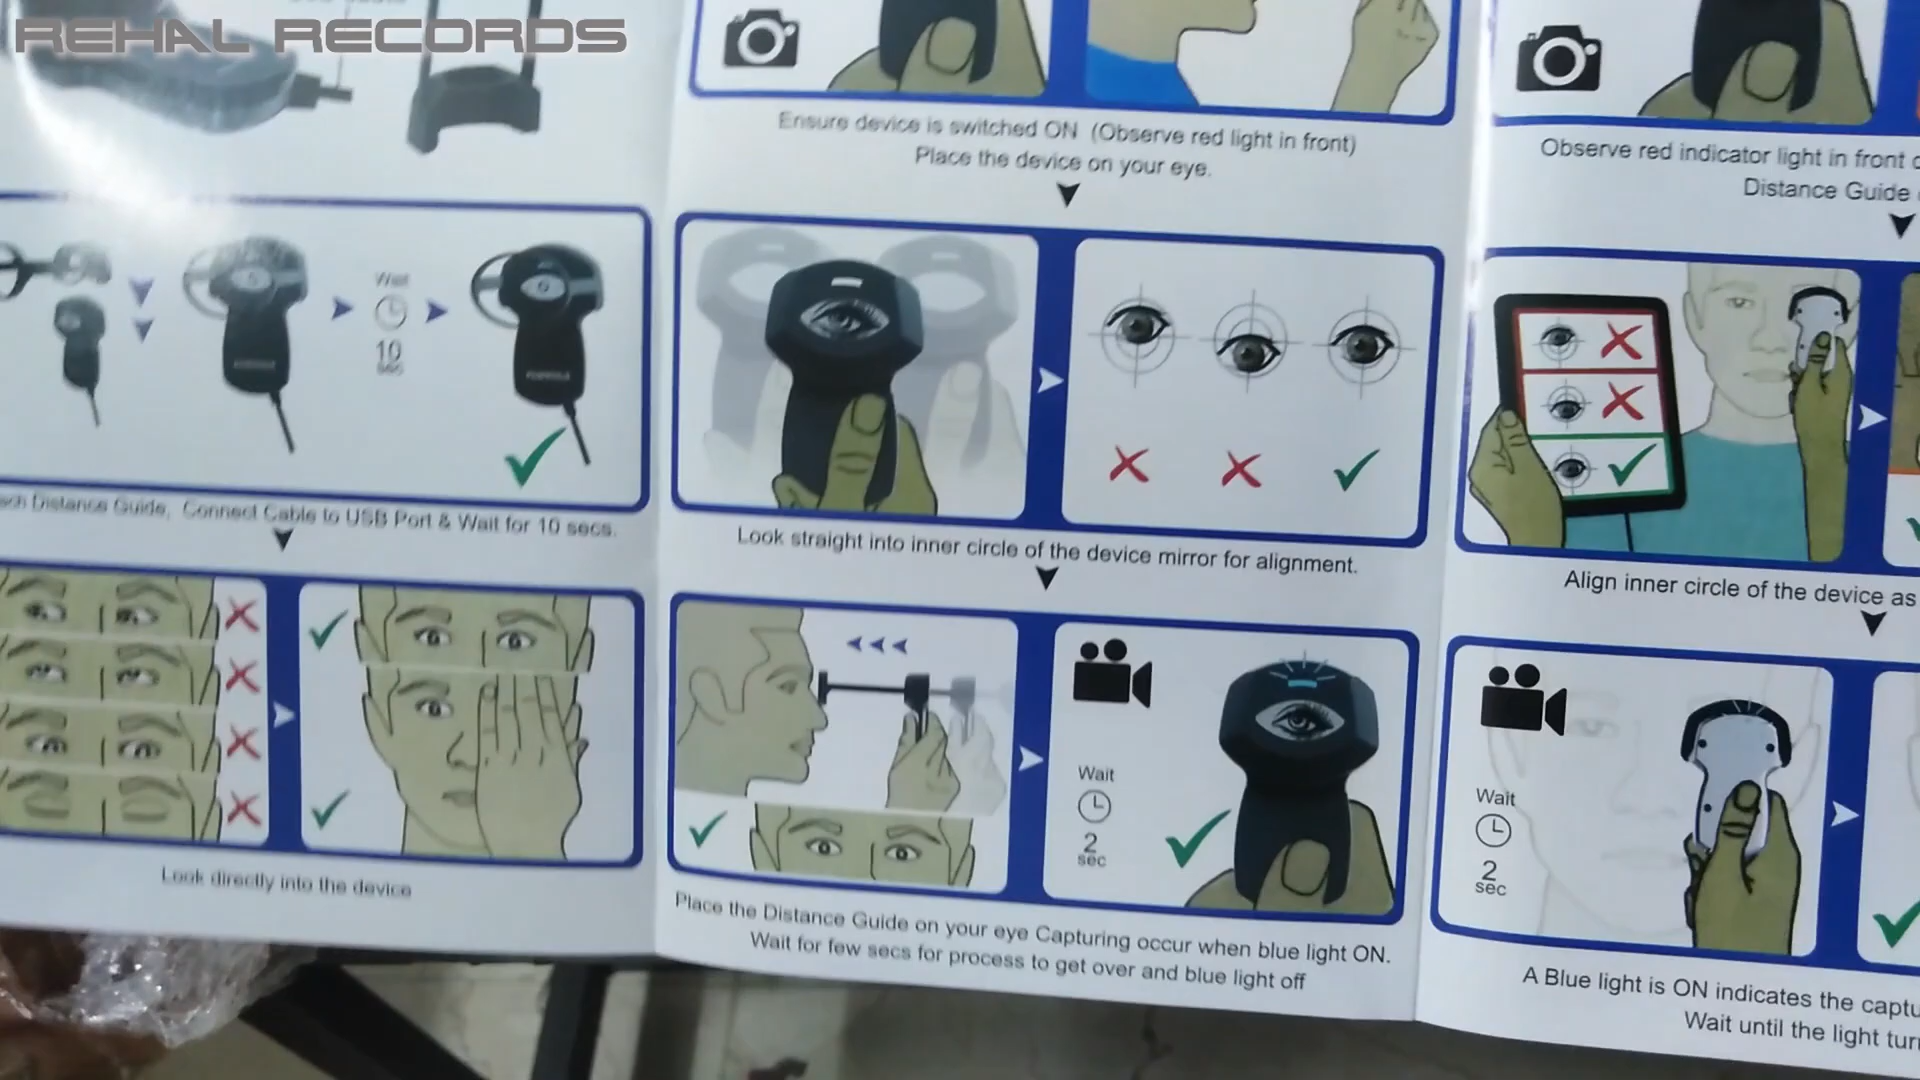 REHAL RECORDS
Wait
10
sec
Distance Guide, Connect Cable to USB Port & Wait for 10 secs.
Look directly into the device
Ensure device is switched ON (Observe red light in front)
Place the device on your eye.
Look straight into inner circle of the device mirror for alignment.
Wait
2
sec
Place the Distance Guide on your eye Capturing occur when blue light ON.
Wait for few secs for process to get over and blue light off
Observe red indicator light in front
Distance Guide
Align inner circle of the device as
Wait
2
sec
A Blue light is ON indicates the captu
Wait until the light turn